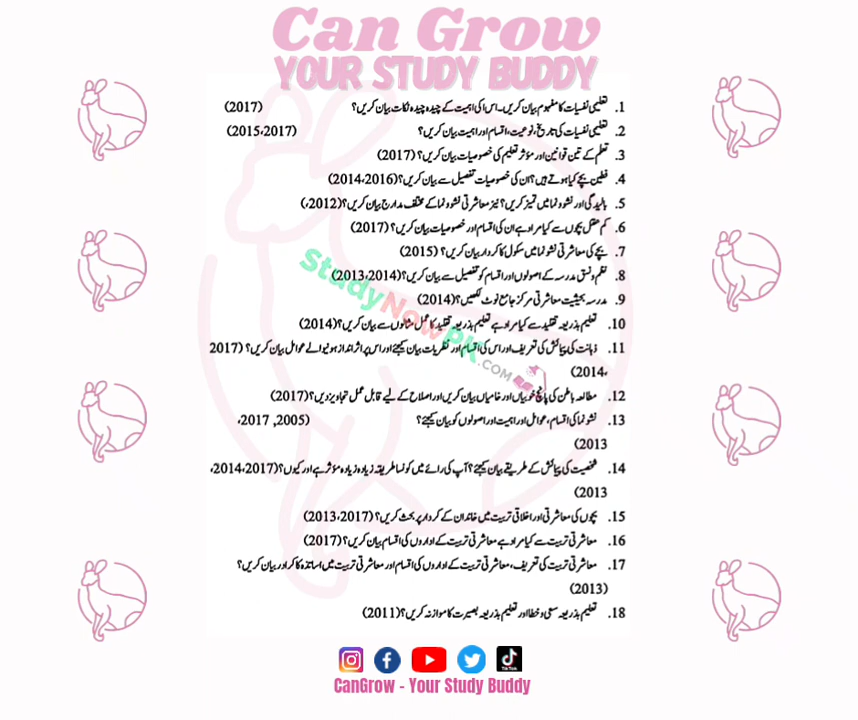 Can Grow
YOUR STUDY BUDDY
1. تعلیمی نفسیات کا مفہوم بیان کریں۔ اس کی اہمیت کے چیدہ چیدہ نکات بیان کریں؟ (2017)
2. تعلیمی نفسیات کی تاریخ، نوعیت، اقسام اور اہمیت بیان کریں؟ (2015،2017)
3. تعلم کے تین قوانین اور مؤثر تعلیم کی خصوصیات بیان کریں؟ (2017)
4. فطین بچے کیا ہوتے ہیں؟ ان کی خصوصیات تفصیل سے بیان کریں؟ (2014،2016)
5. بالیدگی اور نشوونما میں تمیز کریں؟ نیز معاشرتی نشوونما کے مختلف مدارج بیان کریں؟ (2012،)
6. کم عقل بچوں سے کیا مراد ہے ان کی اقسام اور خصوصیات بیان کریں؟ (2017)
7. بچے کی معاشرتی نشونما میں سکول کا کردار بیان کریں؟ (2015)
8. نظم و نسق مدرسہ کے اصولوں اور اقسام کو تفصیل سے بیان کریں؟ (2013،2014)
9. مدرسہ بحیثیت معاشرتی مرکز جامع نوٹ لکھیں؟ (2014)
10. تعلیم بذریعہ تقلید سے کیا مراد ہے تعلیم بذریعہ تقلید کا عمل مثالوں سے بیان کریں؟ (2014)
11. ذہانت کی پیمائش کی تعریف اور اس کی اقسام اور نظریات بیان کیجئے اور اس پر اثر انداز ہونیوالے عوامل بیان کریں؟ (2017
،2014)
12. مطالعہ باطن کی پانچ خوبیاں اور خامیاں بیان کریں اور اصلاح کے لیے قابل عمل تجاویز دیں؟ (2017)
13. نشونما کی اقسام، عوامل اور اہمیت اور اصولوں کو بیان کیجئے؟ (2005, 2017،
2013)
14. شخصیت کی پیمائش کے طریقے بیان کیجئے؟ آپ کی رائے میں کونسا طریقہ زیادہ زیادہ مؤثر ہے اور کیوں؟ (2014،2017،
2013)
15. بچوں کی معاشرتی اور اخلاقی تربیت میں خاندان کے کردار پر بحث کریں؟ (2013،2017)
16. معاشرتی تربیت سے کیا مراد ہے معاشرتی تربیت کے اداروں کی اقسام بیان کریں؟ (2017)
17. معاشرتی تربیت کی تعریف، معاشرتی تربیت کے اداروں کی اقسام اور معاشرتی تربیت میں اساتذہ کا کردار بیان کریں؟
(2013)
18. تعلیم بذریعہ سعی و خطا اور تعلیم بذریعہ بصیرت کا موازنہ کریں؟ (2011)
StudyNowPK.COM
TikTok
CanGrow - Your Study Buddy